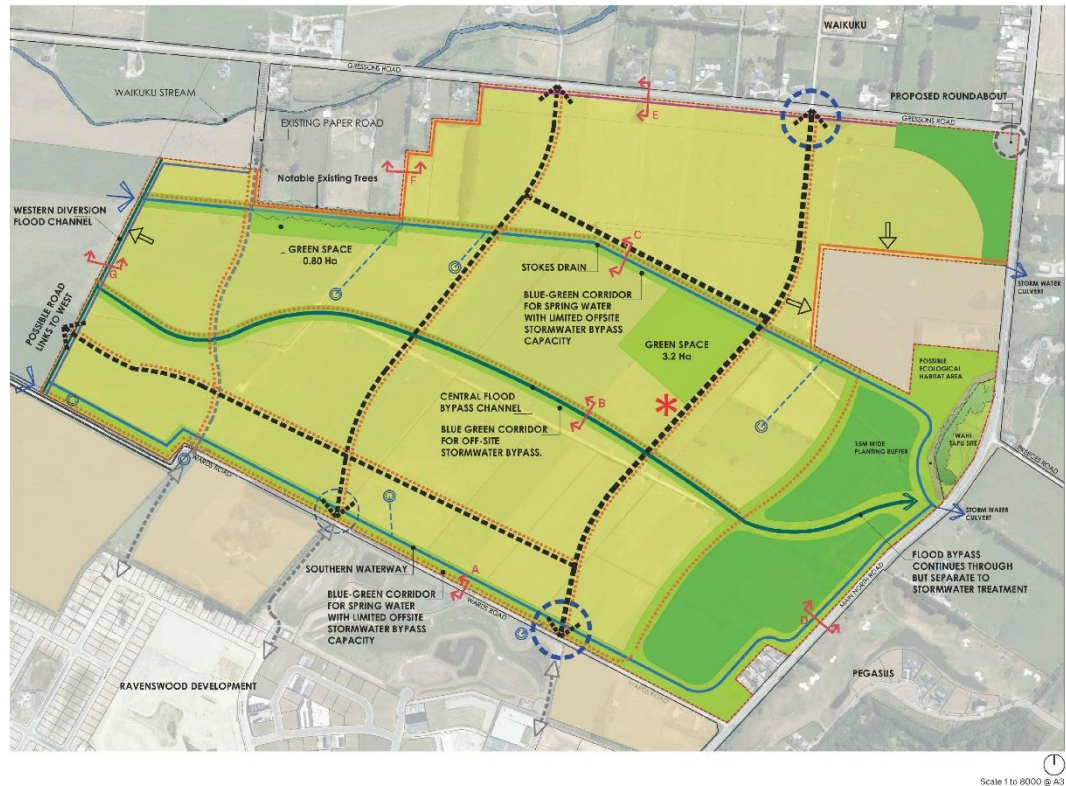 WAIKUKU
GRESSONS ROAD
WAIKUKU STREAM
PROPOSED ROUNDABOUT
GRESSONS ROAD
E
EXISTING PAPER ROAD
F
Notable Existing Trees
WESTERN DIVERSION
FLOOD CHANNEL
GREEN SPACE
0.80 Ha
C
G
STOKES DRAIN
STORM WATER
CULVERT
BLUE-GREEN CORRIDOR
FOR SPRING WATER
WITH LIMITED OFFSITE
STORMWATER BYPASS
CAPACITY
POSSIBLE ROAD
LINKS TO WEST
GREEN SPACE
3.2 Ha
POSSIBLE
ECOLOGICAL
HABITAT AREA
CENTRAL FLOOD
BYPASS CHANNEL
B
*
BLUE GREEN CORRIDOR
FOR OFF-SITE
STORMWATER BYPASS.
15M WIDE
PLANTING BUFFER
WAHI
TAPU SITE
PREECES ROAD
WARDS ROAD
STORM WATER
CULVERT
SOUTHERN WATERWAY
FLOOD BYPASS
CONTINUES THROUGH
BUT SEPARATE TO
STORMWATER TREATMENT
A
BLUE-GREEN CORRIDOR
FOR SPRING WATER
WITH LIMITED OFFSITE
STORMWATER BYPASS
CAPACITY
WARDS ROAD
MAIN NORTH ROAD
D
PEGASUS
RAVENSWOOD DEVELOPMENT
WARDS ROAD
Scale 1 to 8000 @ A3